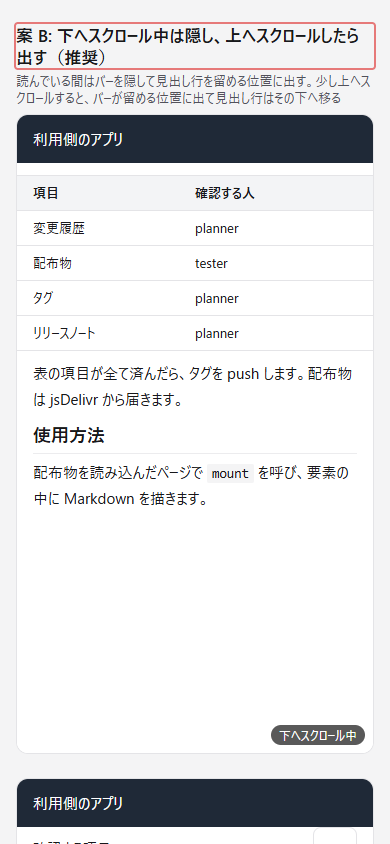 案 B: 下へスクロール中は隠し、上へスクロールしたら
出す（推奨）
読んでいる間はバーを隠して見出し行を留める位置に出す。少し上へス
クロールすると、バーが留める位置に出て見出し行はその下へ移る
利用側のアプリ
項目 確認する人
変更履歴 planner
配布物 tester
タグ planner
リリースノート planner
表の項目が全て済んだら、タグを push します。配布物
は jsDelivr から届きます。
使用方法
配布物を読み込んだページで mount を呼び、要素の
中に Markdown を描きます。
下へスクロール中
利用側のアプリ